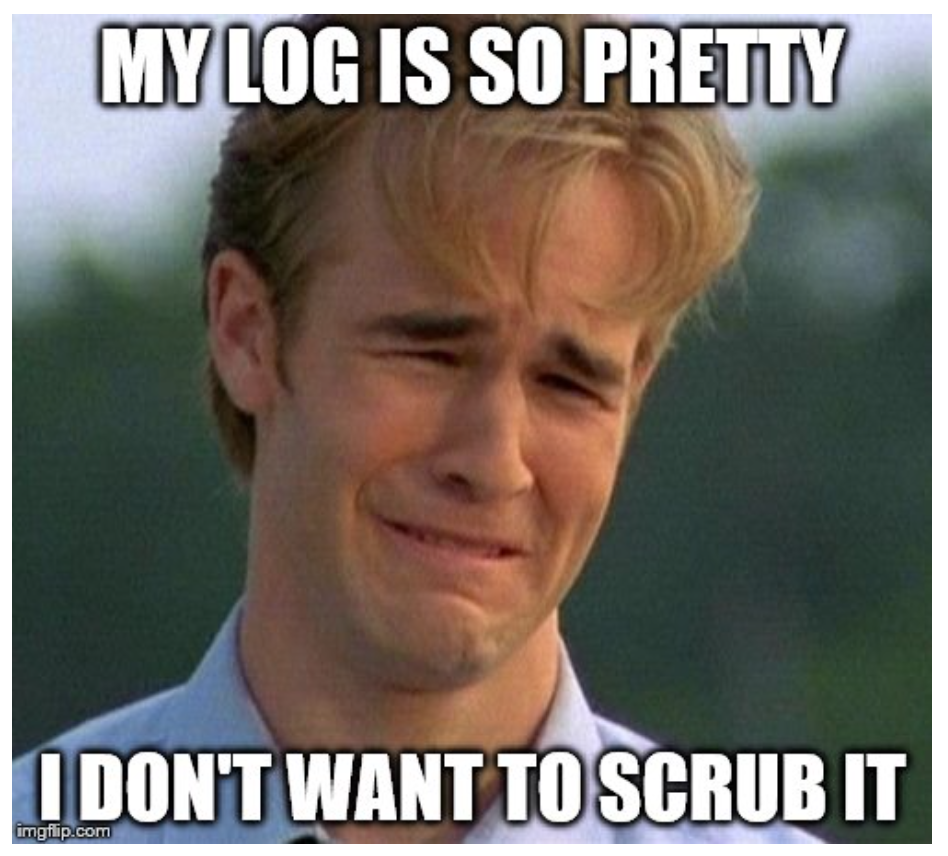 MY LOG IS SO PRETTY
I DON'T WANT TO SCRUB IT
imgflip.com